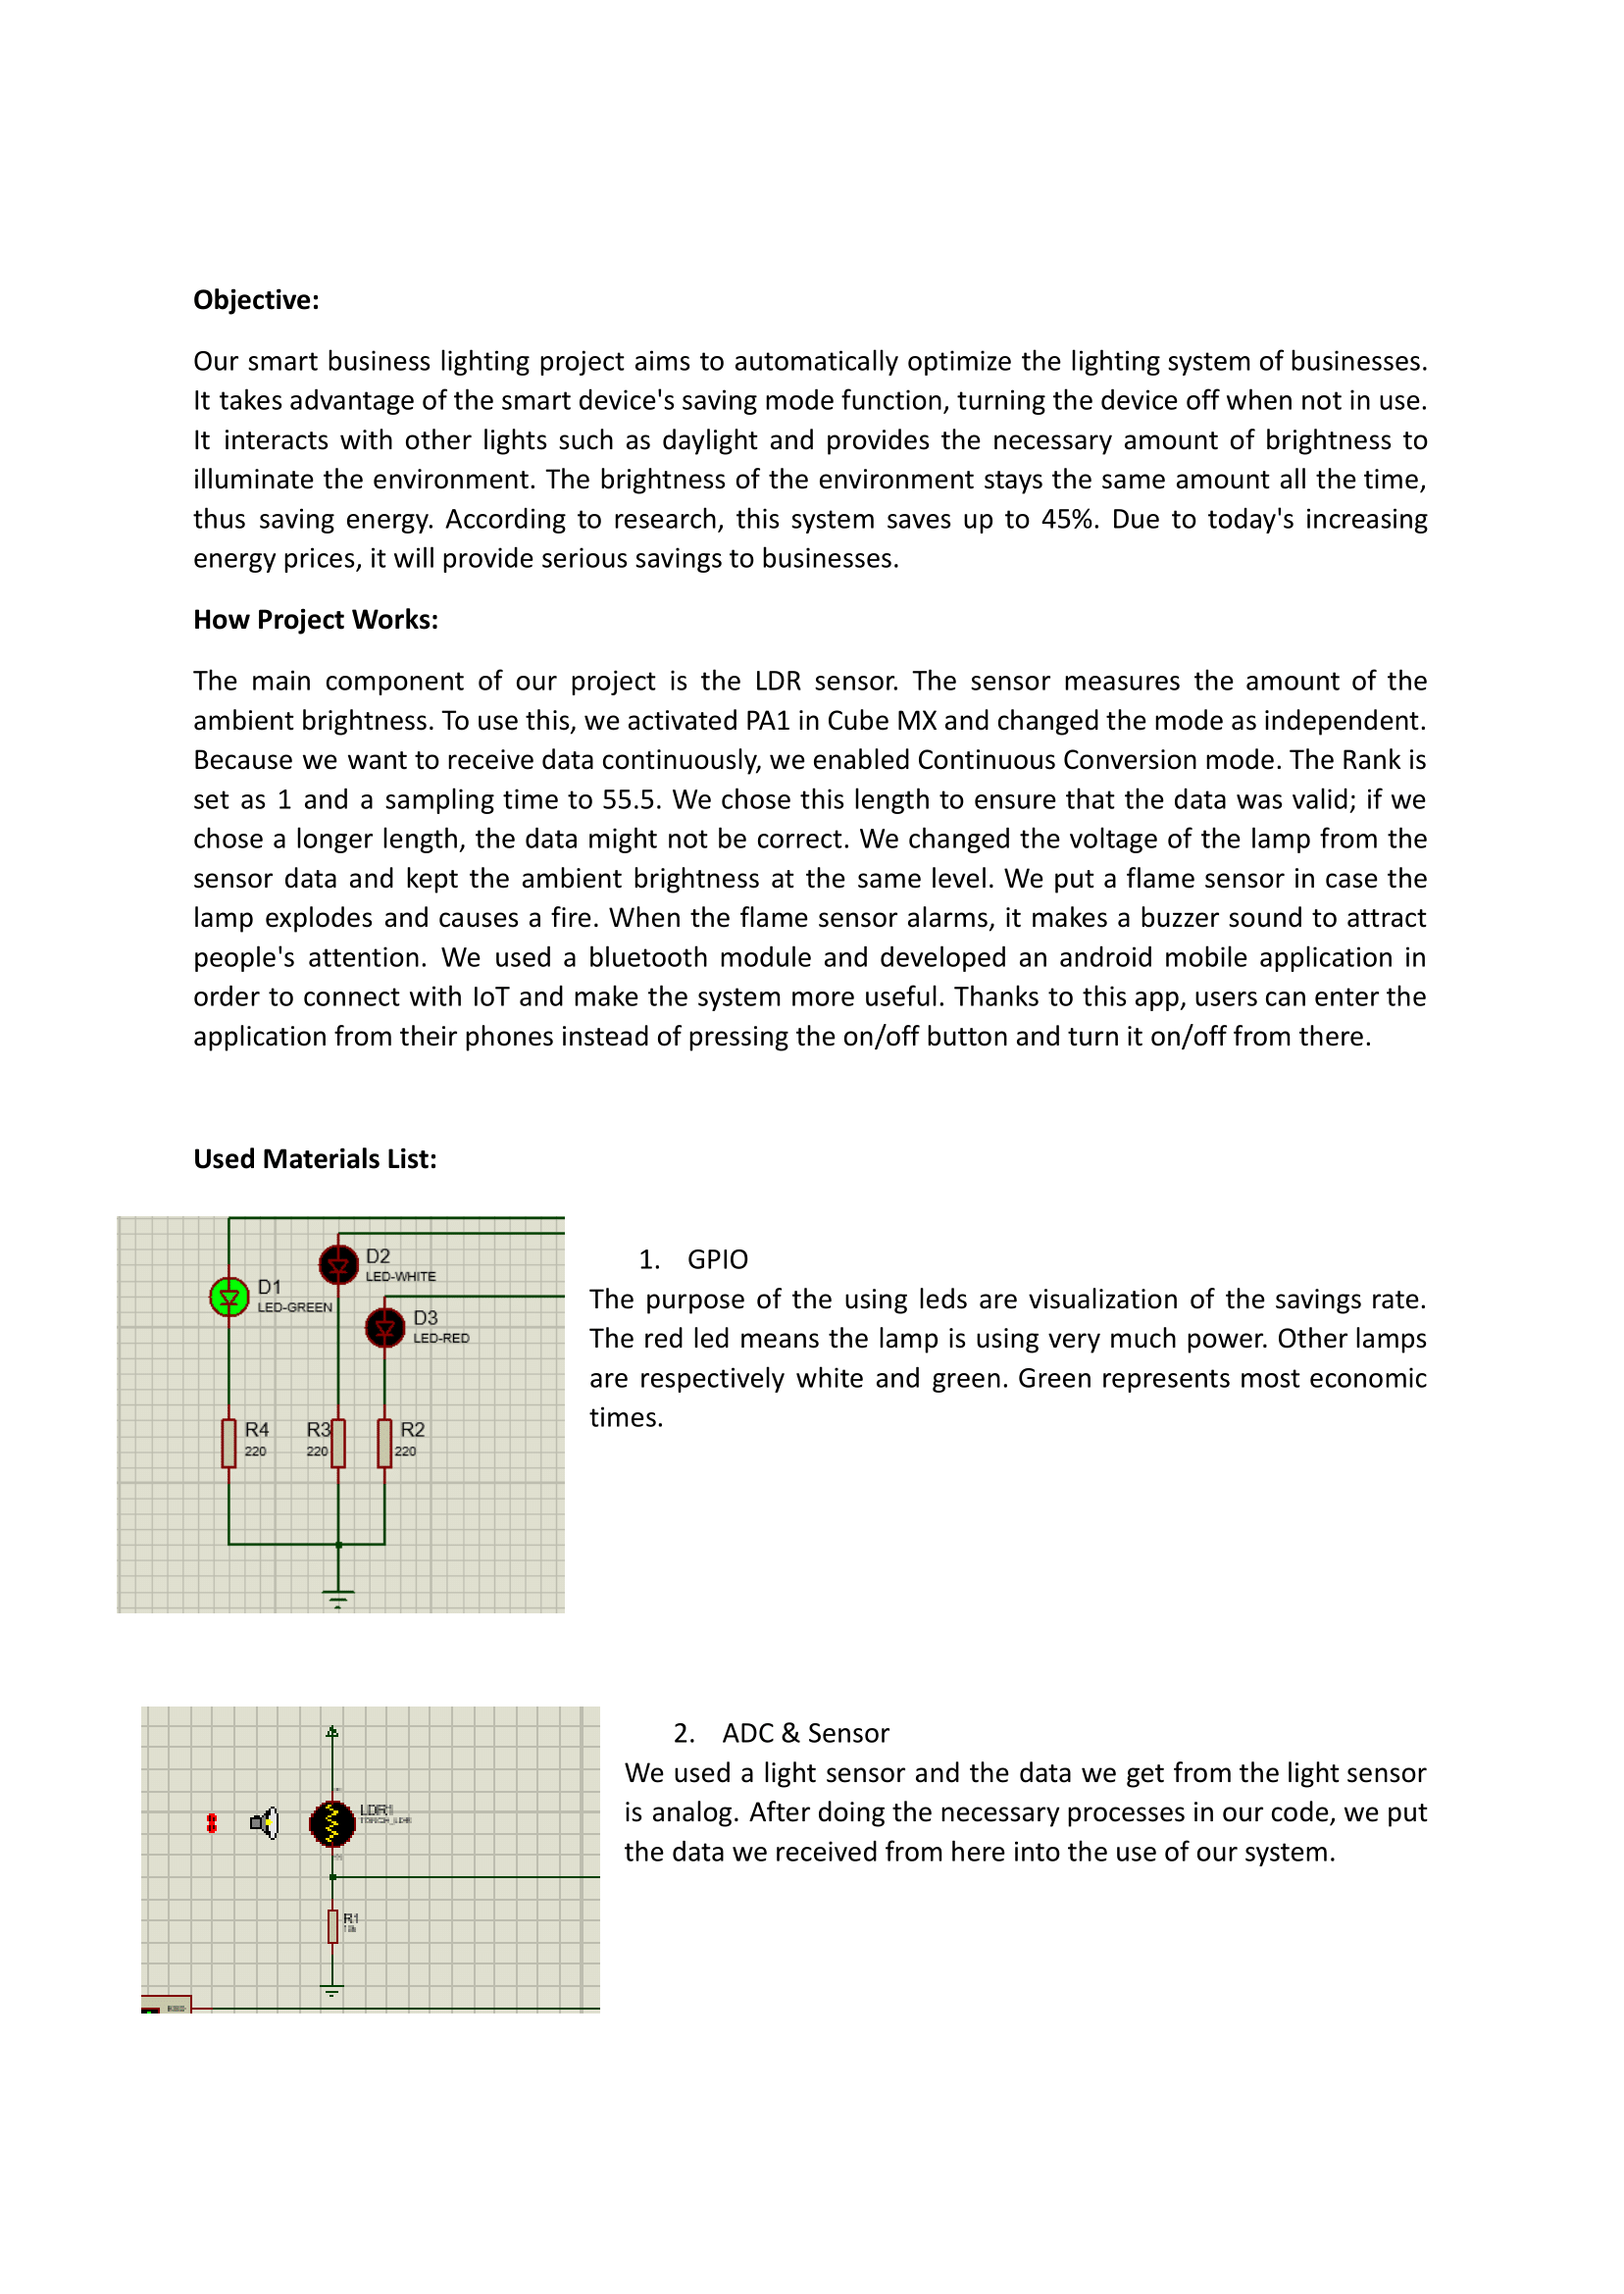 Objective:
Our smart business lighting project aims to automatically optimize the lighting system of businesses.
It takes advantage of the smart device's saving mode function, turning the device off when not in use.
It interacts with other lights such as daylight and provides the necessary amount of brightness to
illuminate the environment. The brightness of the environment stays the same amount all the time,
thus saving energy. According to research, this system saves up to 45%. Due to today's increasing
energy prices, it will provide serious savings to businesses.
How Project Works:
The main component of our project is the LDR sensor. The sensor measures the amount of the
ambient brightness. To use this, we activated PA1 in Cube MX and changed the mode as independent.
Because we want to receive data continuously, we enabled Continuous Conversion mode. The Rank is
set as 1 and a sampling time to 55.5. We chose this length to ensure that the data was valid; if we
chose a longer length, the data might not be correct. We changed the voltage of the lamp from the
sensor data and kept the ambient brightness at the same level. We put a flame sensor in case the
lamp explodes and causes a fire. When the flame sensor alarms, it makes a buzzer sound to attract
people's attention. We used a bluetooth module and developed an android mobile application in
order to connect with IoT and make the system more useful. Thanks to this app, users can enter the
application from their phones instead of pressing the on/off button and turn it on/off from there.
Used Materials List:
D2
LED-WHITE
D1
LED-GREEN
D3
LED-RED
R4
220
R3
220
R2
220
1. GPIO
The purpose of the using leds are visualization of the savings rate.
The red led means the lamp is using very much power. Other lamps
are respectively white and green. Green represents most economic
times.
LDR1
TORCH_LDR
R1
2. ADC & Sensor
We used a light sensor and the data we get from the light sensor
is analog. After doing the necessary processes in our code, we put
the data we received from here into the use of our system.